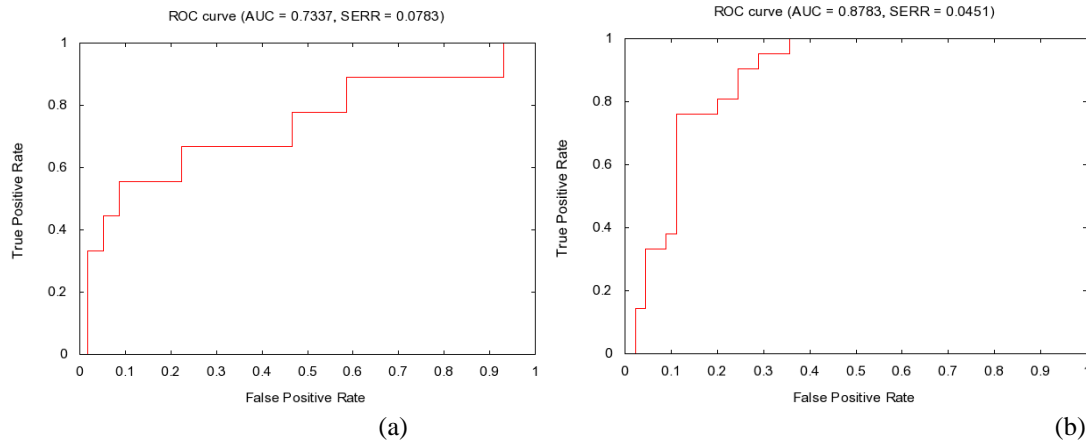 ROC curve (AUC = 0.7337, SERR = 0.0783)
True Positive Rate
1
0.8
0.6
0.4
0.2
0
0 0.1 0.2 0.3 0.4 0.5 0.6 0.7 0.8 0.9 1
False Positive Rate
(a)
ROC curve (AUC = 0.8783, SERR = 0.0451)
True Positive Rate
1
0.8
0.6
0.4
0.2
0
0 0.1 0.2 0.3 0.4 0.5 0.6 0.7 0.8 0.9 1
False Positive Rate
(b)